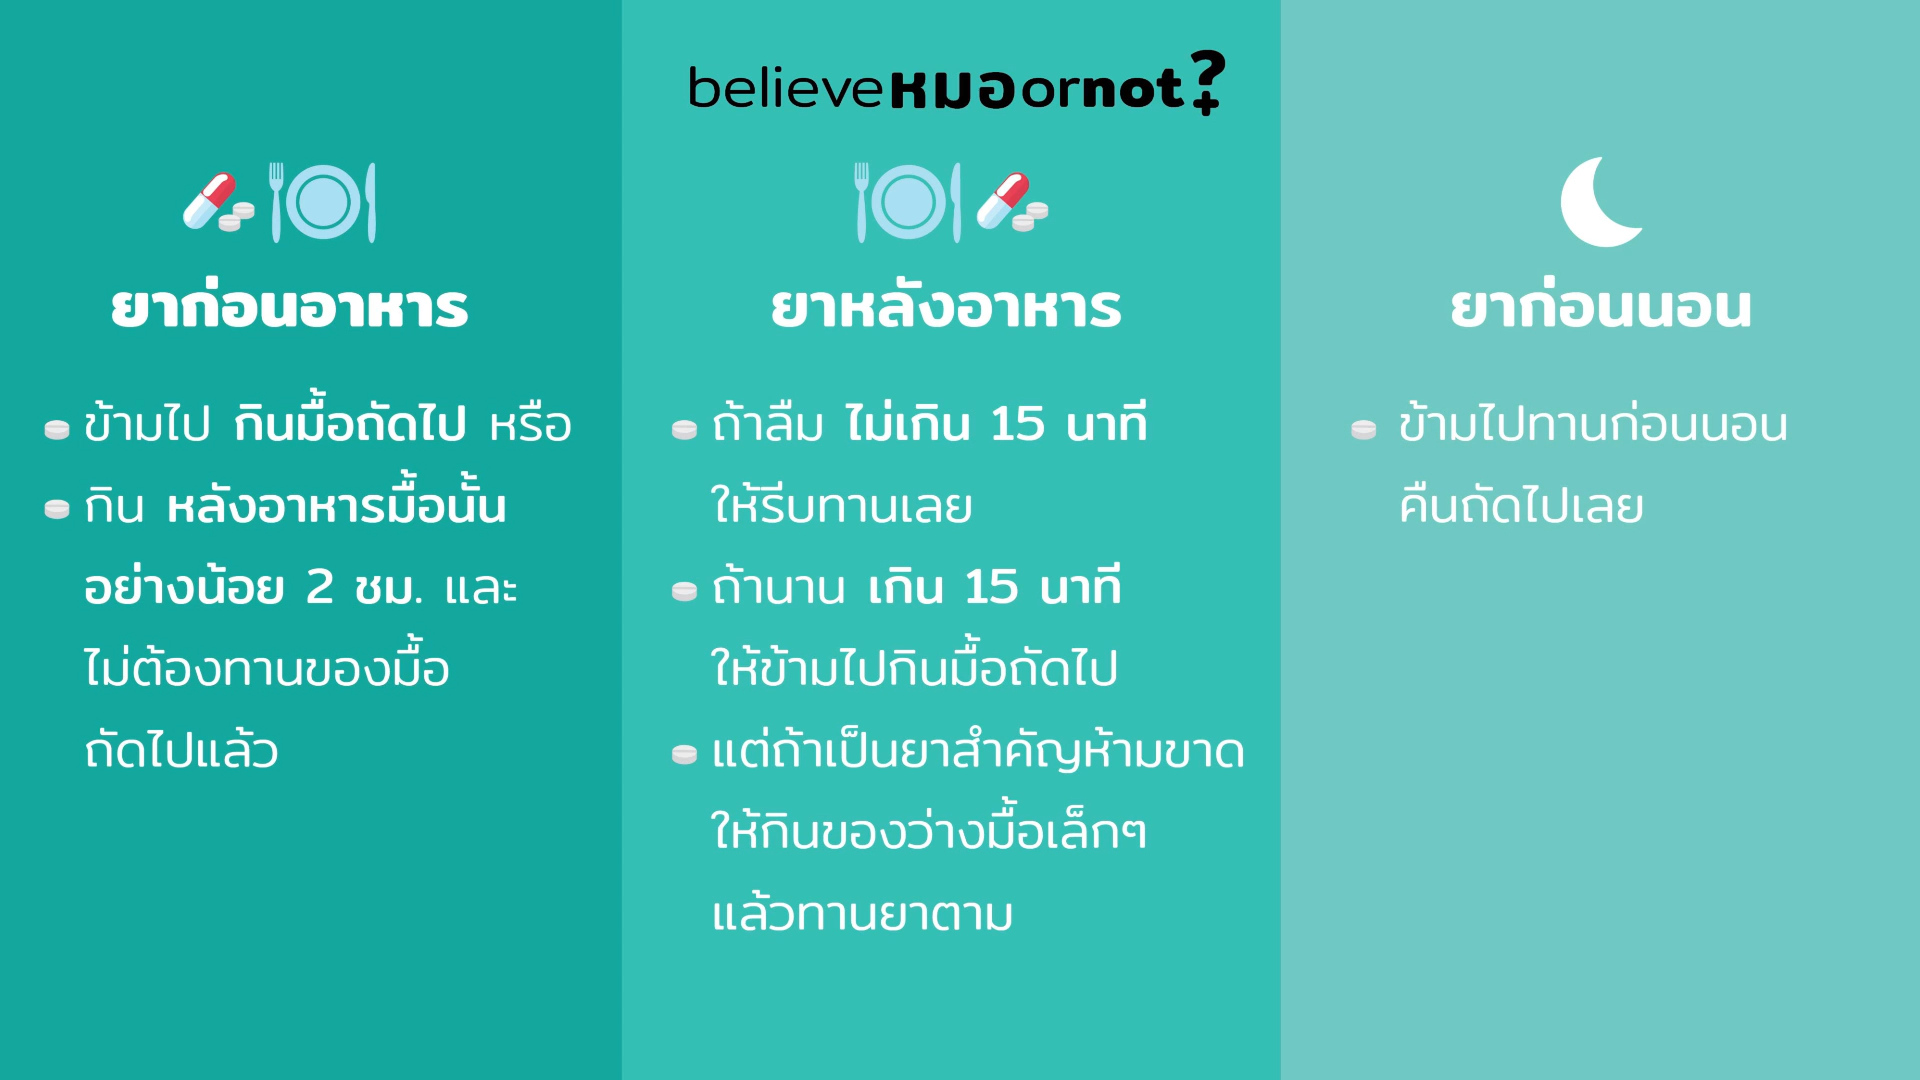 believeหมอornot?
ยาก่อนอาหาร
ข้ามไป กินมื้อถัดไป หรือ
กิน หลังอาหารมื้อนั้น
อย่างน้อย 2 ชม. และ
ไม่ต้องทานของมื้อ
ถัดไปแล้ว
ยาหลังอาหาร
ถ้าลืม ไม่เกิน 15 นาที
ให้รีบทานเลย
ถ้านาน เกิน 15 นาที
ให้ข้ามไปกินมื้อถัดไป
แต่ถ้าเป็นยาสำคัญห้ามขาด
ให้กินของว่างมื้อเล็กๆ
แล้วทานยาตาม
ยาก่อนนอน
ข้ามไปทานก่อนนอน
คืนถัดไปเลย